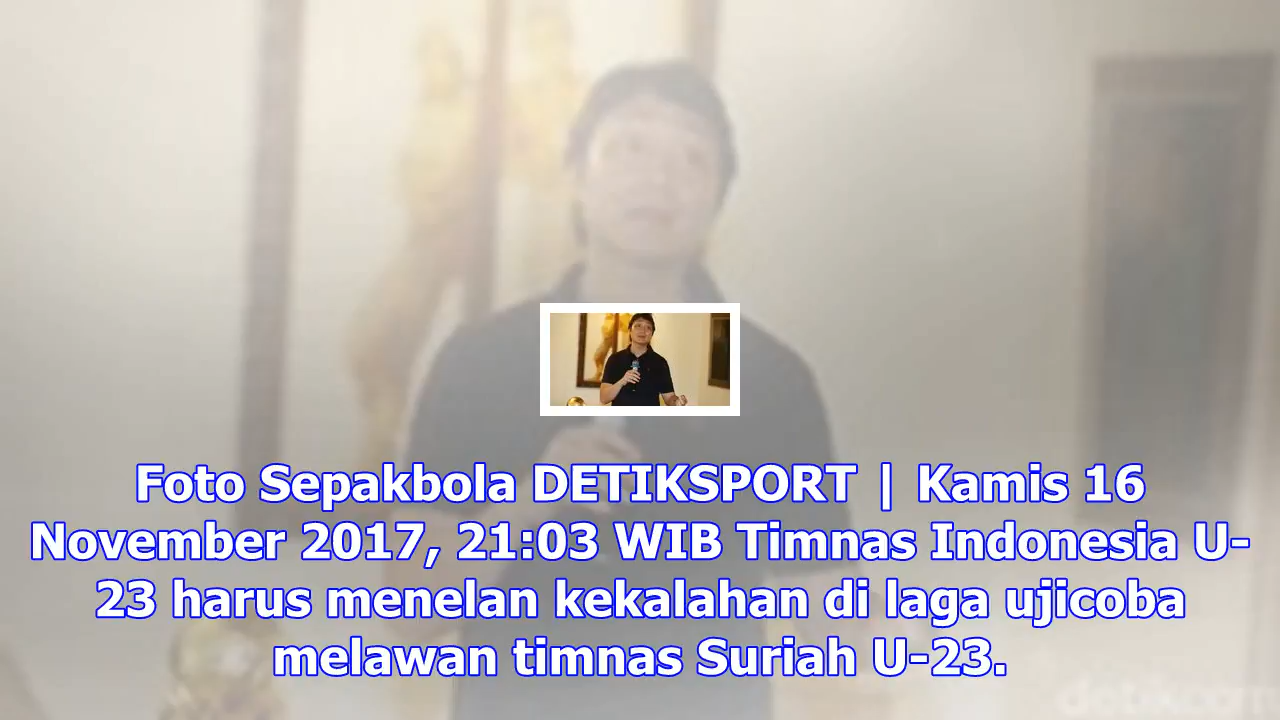 Foto Sepakbola DETIKSPORT | Kamis 16
November 2017, 21:03 WIB Timnas Indonesia U-
23 harus menelan kekalahan di laga ujicoba
melawan timnas Suriah U-23.
detikcom